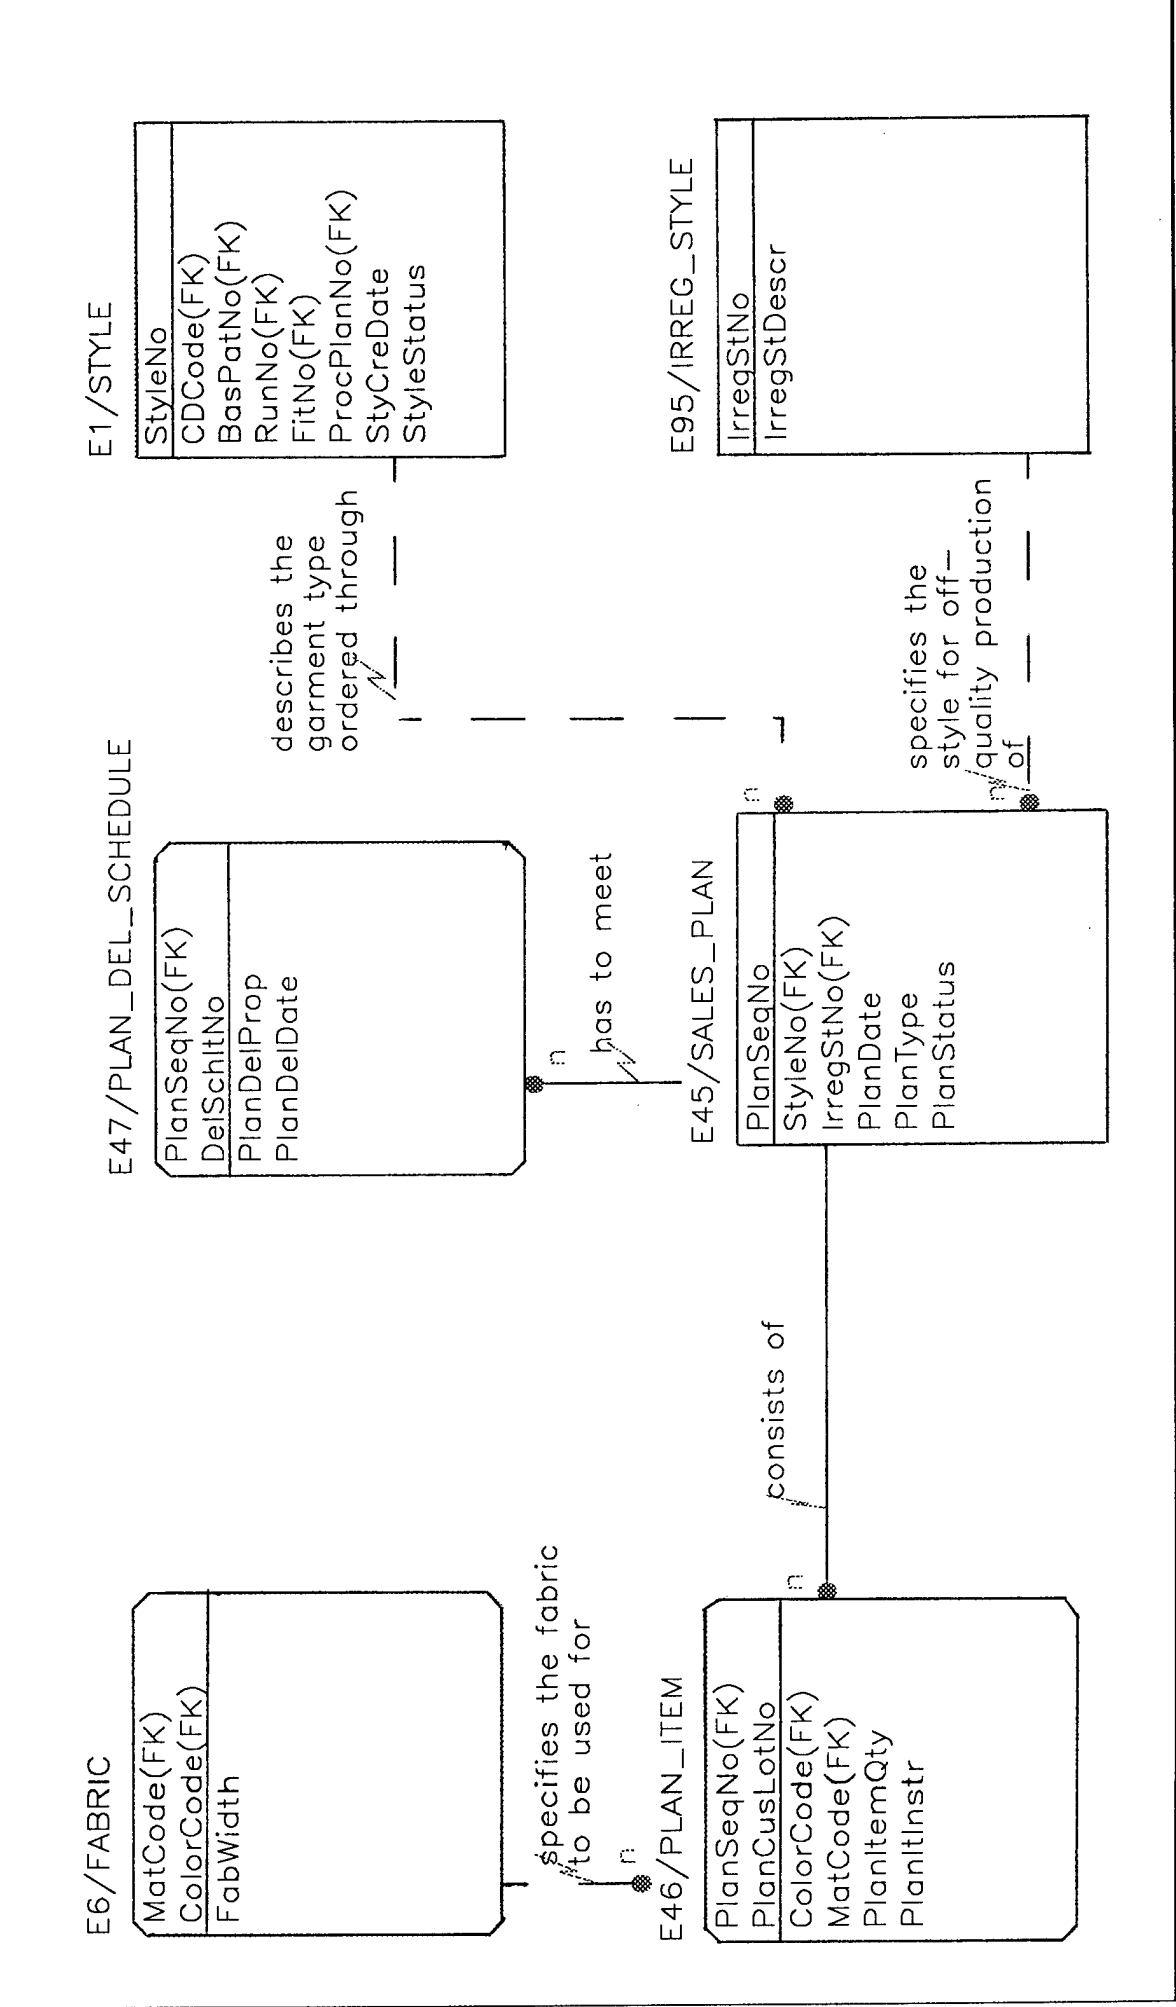 E6/FABRIC
MatCode(FK)
ColorCode(FK)
FabWidth
E47/PLAN_DEL_SCHEDULE
PlanSeqNo(FK)
DelSchItNo
PlanDelProp
PlanDelDate
E1/STYLE
StyleNo
CDCode(FK)
BasPatNo(FK)
RunNo(FK)
FitNo(FK)
ProcPlanNo(FK)
StyCreDate
StyleStatus
describes the
garment type
ordered through
specifies the fabric
to be used for
n
n
has to meet
E46/PLAN_ITEM
PlanSeqNo(FK)
PlanCusLotNo
ColorCode(FK)
MatCode(FK)
PlanItemQty
PlanItInstr
n
consists of
E45/SALES_PLAN
PlanSeqNo
StyleNo(FK)
IrregStNo(FK)
PlanDate
PlanType
PlanStatus
n
n
specifies the
style for off-
quality production
of
E95/IRREG_STYLE
IrregStNo
IrregStDescr